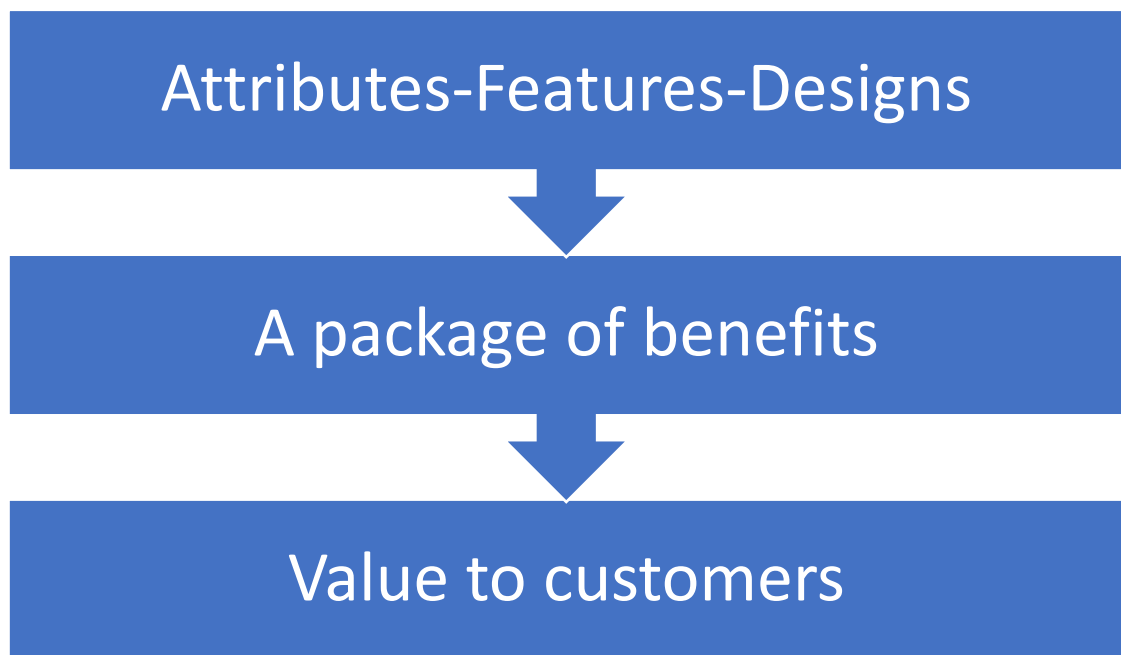 Attributes-Features-Designs
A package of benefits
Value to customers